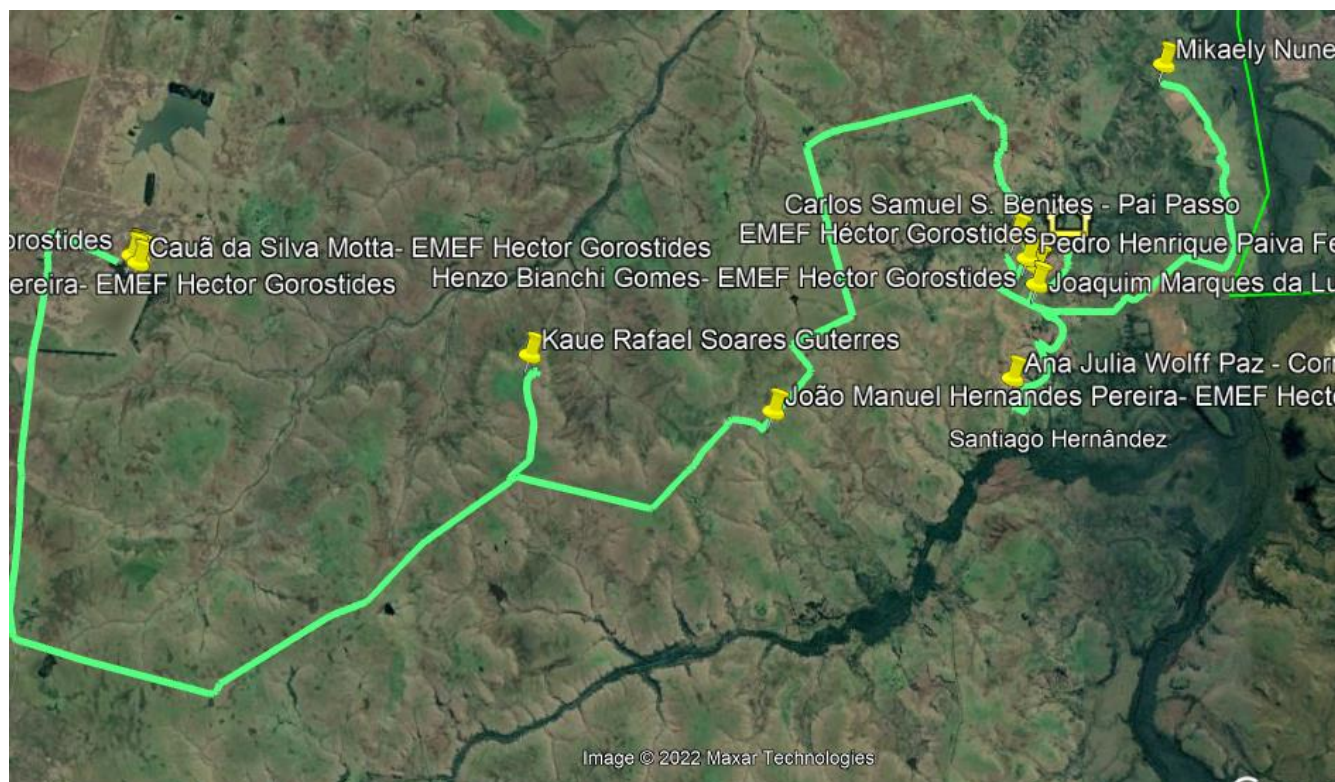 Mikaely Nune
Carlos Samuel S. Benites - Pai Passo
EMEF Héctor Gorostides
orostides
Cauã da Silva Motta- EMEF Hector Gorostides
Pedro Henrique Paiva Fe
ereira- EMEF Hector Gorostides
Henzo Bianchi Gomes- EMEF Hector Gorostides
Joaquim Marques da Lu
Kaue Rafael Soares Guterres
Ana Julia Wolff Paz - Corr
João Manuel Hernandes Pereira- EMEF Hecto
Santiago Hernândez
Image © 2022 Maxar Technologies